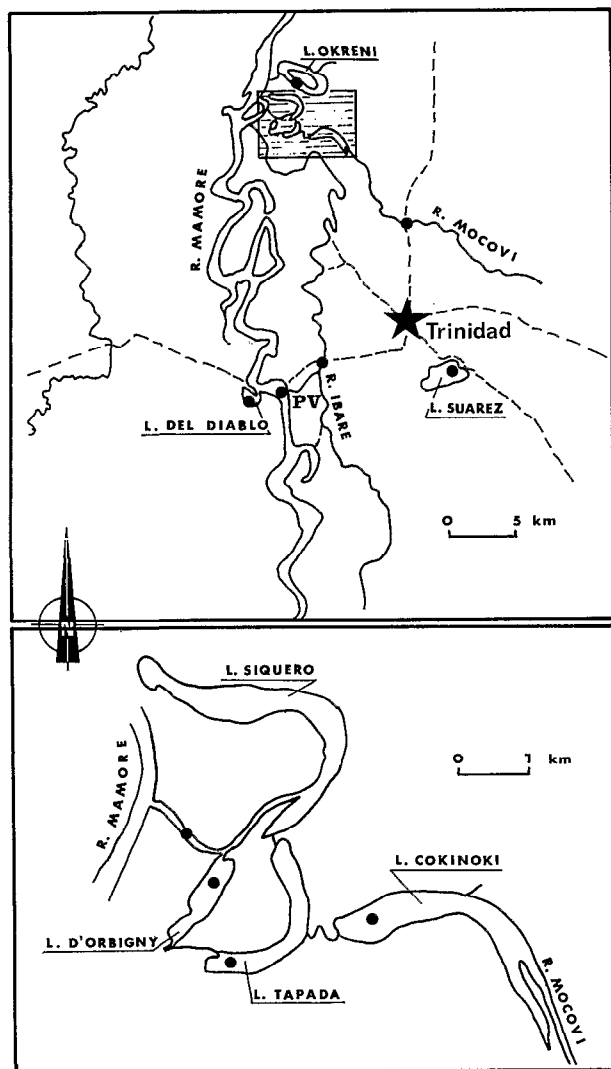 L. OKRENI
R. MAMORE
R. MOCOVI
Trinidad
PV
R. IBARE
L. DEL DIABLO
L. SUAREZ
0 5 km
N
L. SIQUERO
R. MAMORE
0 1 km
L. COKINOKI
L. D'ORBIGNY
L. TAPADA
R. MOCOVI